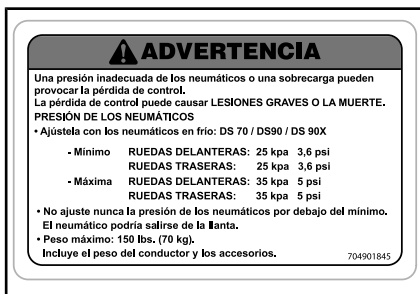 ADVERTENCIA
Una presión inadecuada de los neumáticos o una sobrecarga pueden
provocar la pérdida de control.
La pérdida de control puede causar LESIONES GRAVES O LA MUERTE.
PRESIÓN DE LOS NEUMÁTICOS
• Ajústela con los neumáticos en frío: DS 70 / DS90 / DS 90X
- Mínimo RUEDAS DELANTERAS: 25 kpa 3,6 psi
RUEDAS TRASERAS: 25 kpa 3,6 psi
- Máxima RUEDAS DELANTERAS: 35 kpa 5 psi
RUEDAS TRASERAS: 35 kpa 5 psi
• No ajuste nunca la presión de los neumáticos por debajo del mínimo.
El neumático podría salirse de la llanta.
• Peso máximo: 150 lbs. (70 kg).
Incluye el peso del conductor y los accesorios. 704901845